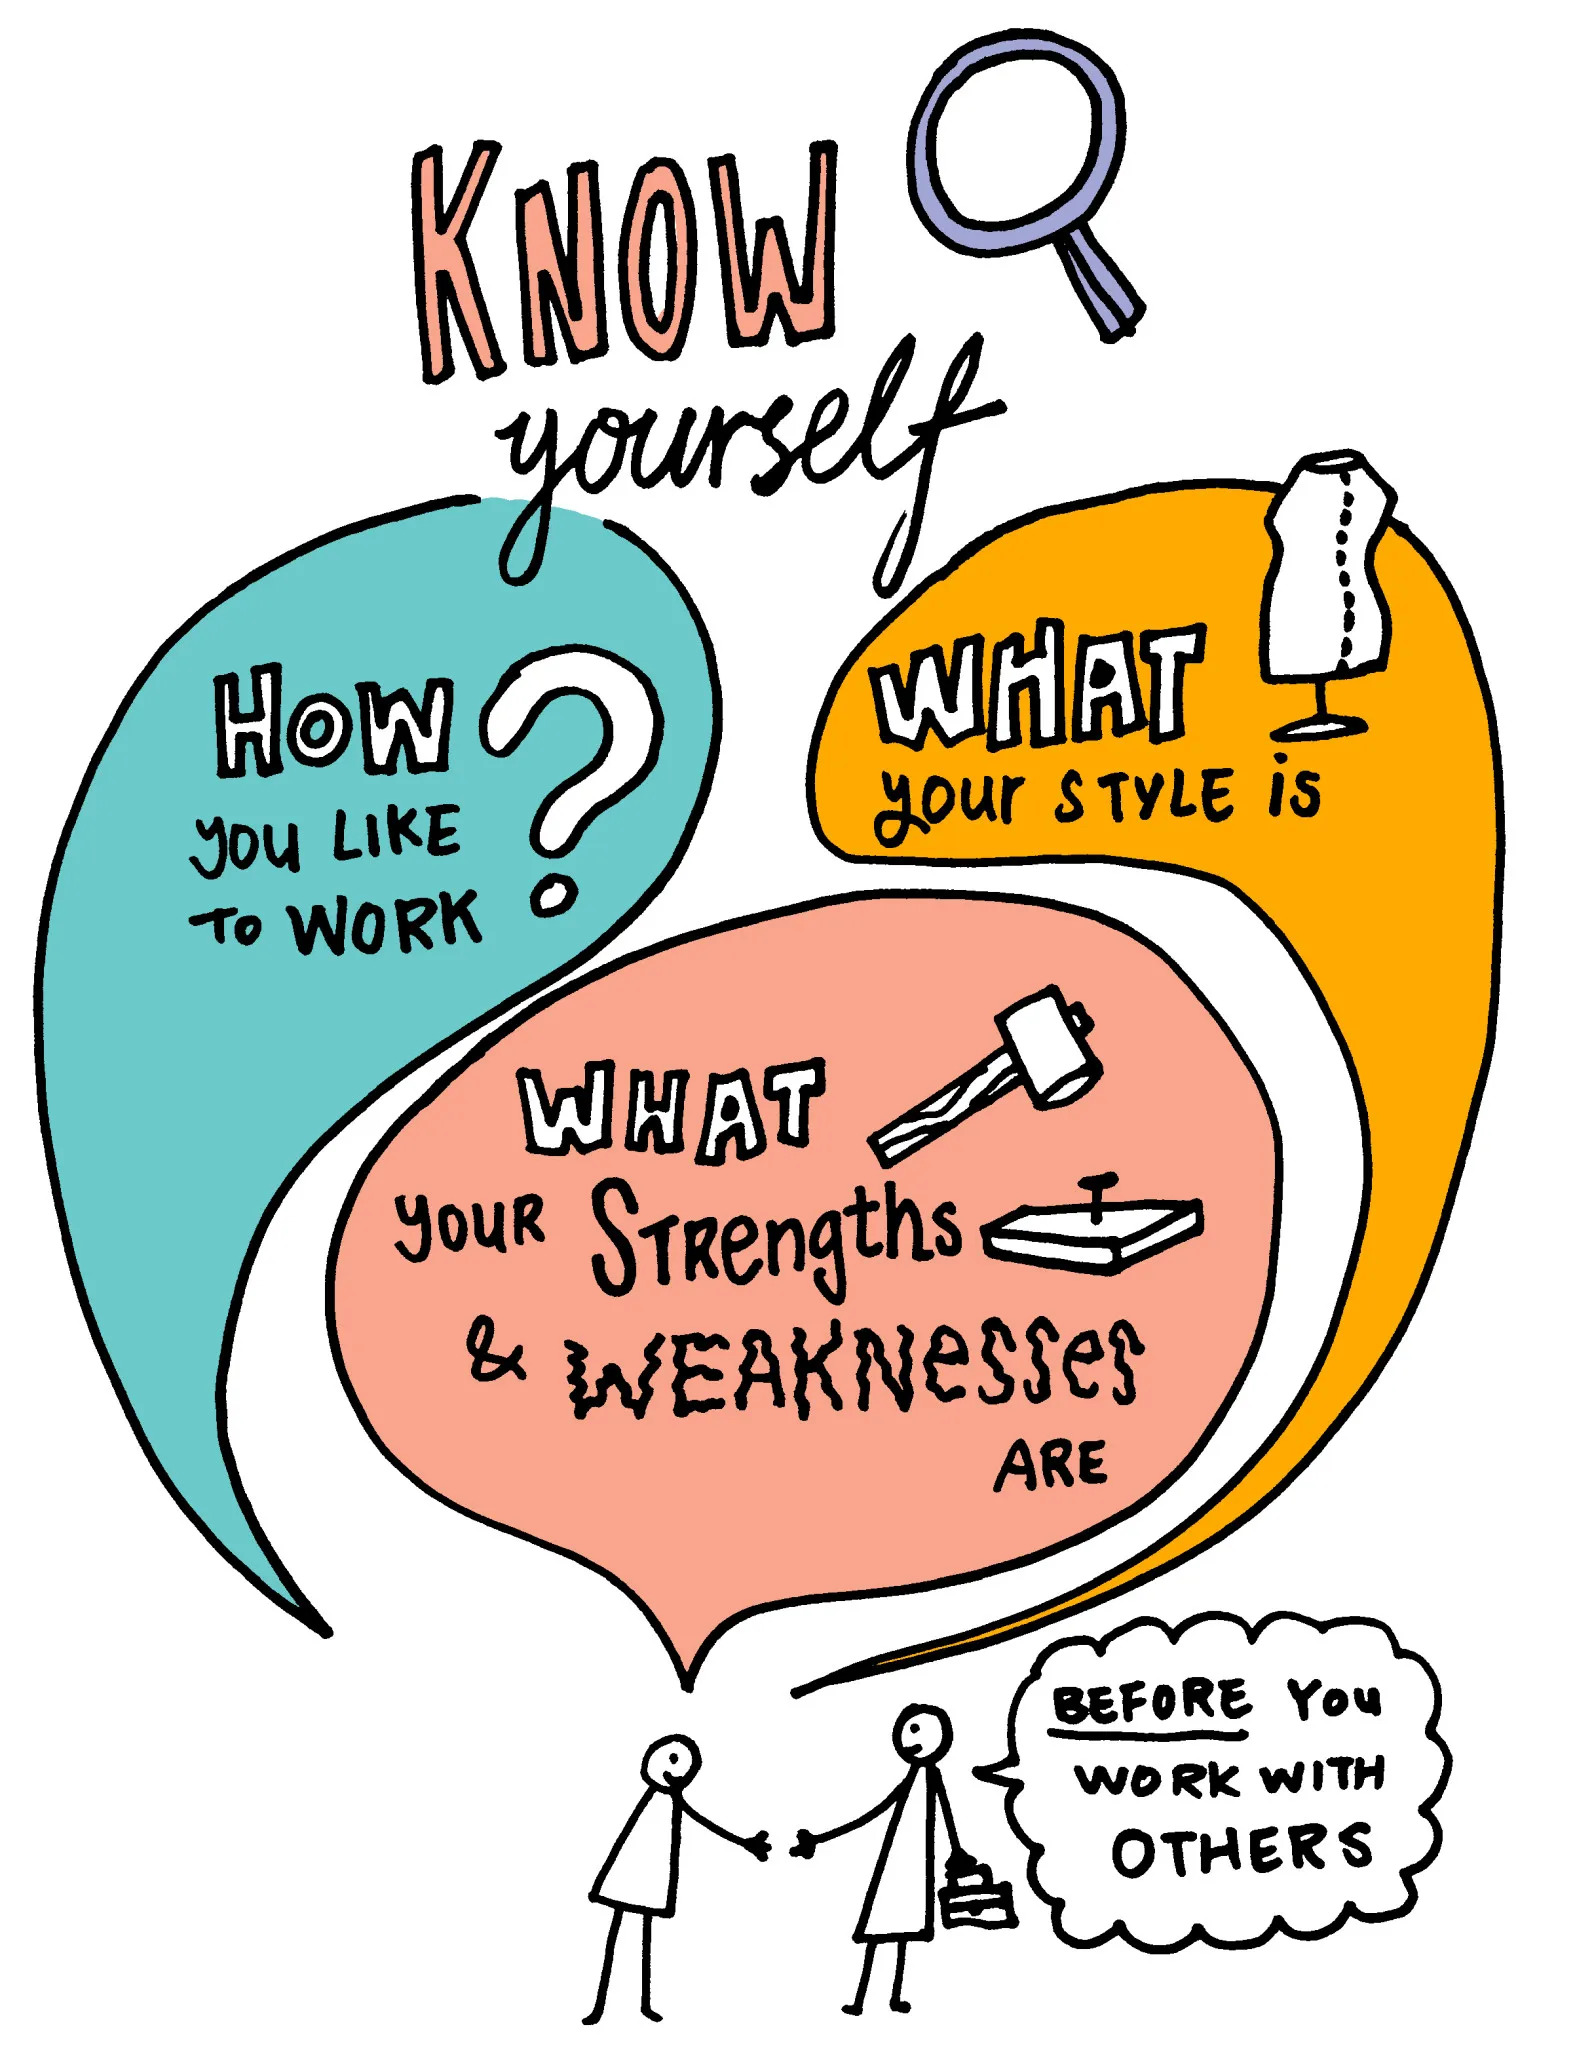 KNOW
yourself
HOW
YOU LIKE
TO WORK
?
WHAT
your STYLE is
WHAT
YOUR STRengths
& WEAKNesses
ARE
BEFORE YOU
WORK WITH
OTHERS